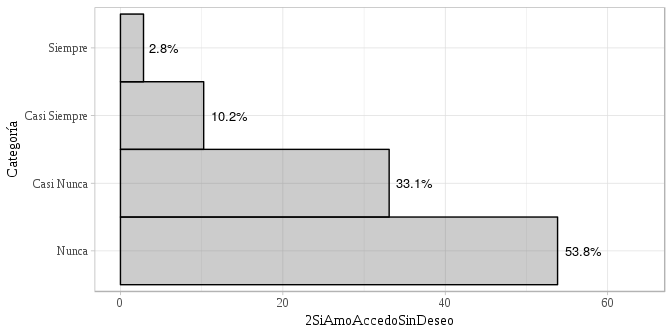 Categoría
Siempre
2.8%
Casi Siempre
10.2%
Casi Nunca
33.1%
Nunca
53.8%
0
20
40
60
2SiAmoAccedoSinDeseo